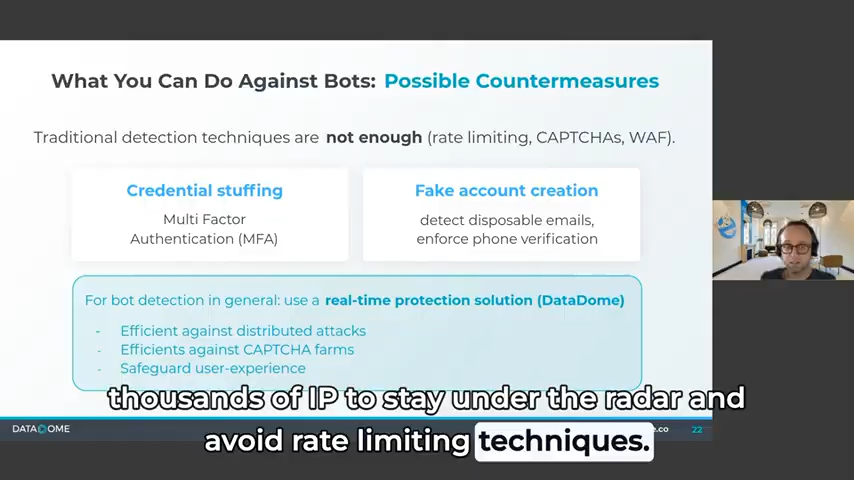 What You Can Do Against Bots: Possible Countermeasures
Traditional detection techniques are not enough (rate limiting, CAPTCHAs, WAF).
Credential stuffing
Multi Factor
Authentication (MFA)
Fake account creation
detect disposable emails,
enforce phone verification
For bot detection in general: use a real-time protection solution (DataDome)
- Efficient against distributed attacks
- Efficients against CAPTCHA farms
- Safeguard user-experience
thousands of IP to stay under the radar and
avoid rate limiting techniques.
DATADOME
22